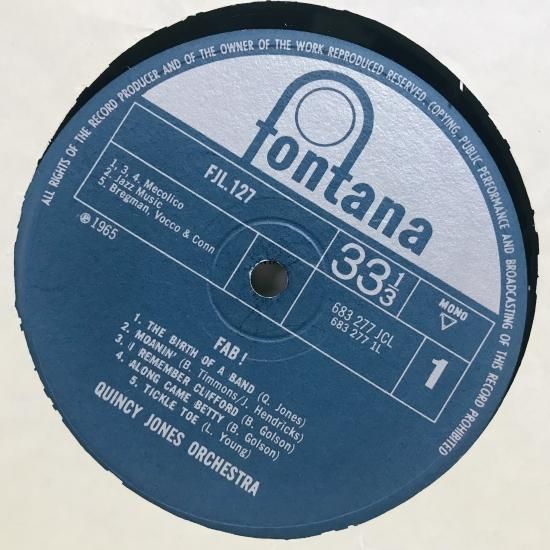 ALL RIGHTS OF THE RECORD PRODUCER AND OF THE OWNER OF THE WORK REPRODUCED RESERVED. COPYING, PUBLIC PERFORMANCE AND BROADCASTING OF THIS RECORD PROHIBITED
fontana
FJL.127
1, 3, 4, Mecolico
2. Jazz Music
5. Bregman, Vocco & Conn
℗1965
33 1/3
683 277 JCL
683 277 1L
MONO
1
FAB!
1. THE BIRTH OF A BAND (Q. Jones)
2. MOANIN' (B. Timmons/J. Hendricks)
3. I REMEMBER CLIFFORD (B. Golson)
4. ALONG CAME BETTY (B. Golson)
5. TICKLE TOE (L. Young)
QUINCY JONES ORCHESTRA